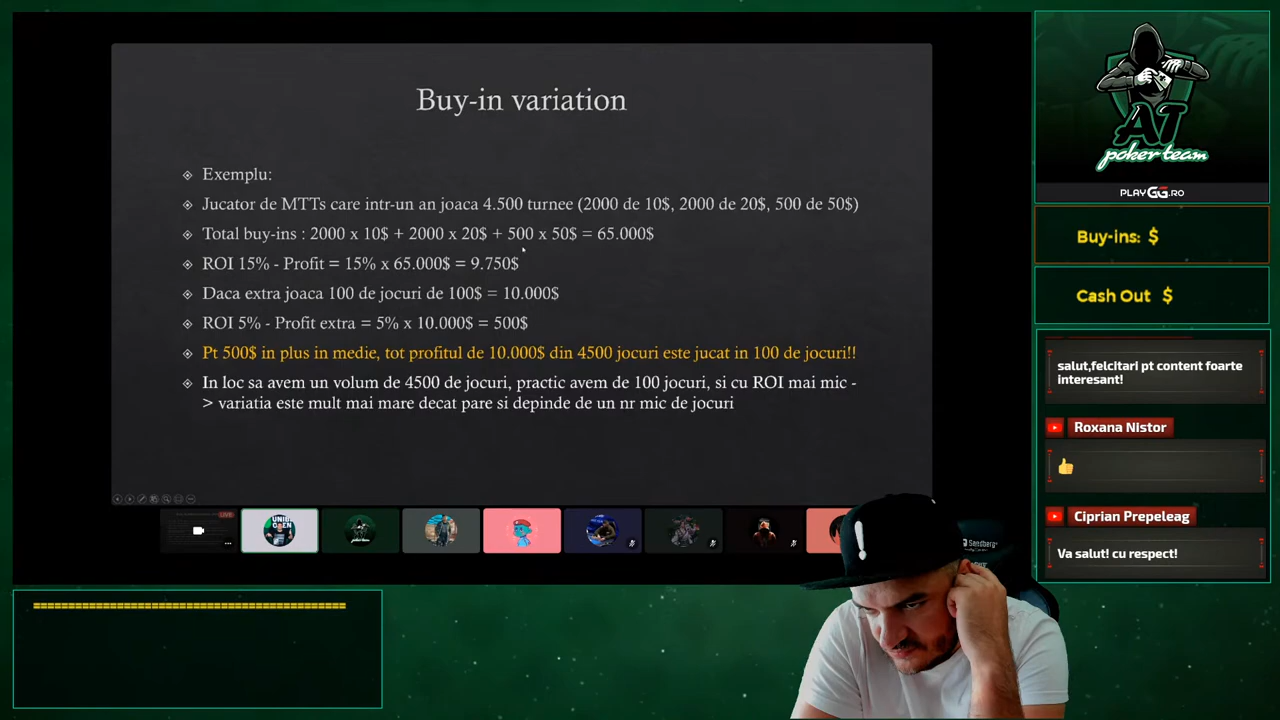 Buy-in variation
Exemplu:
Jucator de MTTs care intr-un an joaca 4.500 turnee (2000 de 10$, 2000 de 20$, 500 de 50$)
Total buy-ins : 2000 x 10$ + 2000 x 20$ + 500 x 50$ = 65.000$
ROI 15% - Profit = 15% x 65.000$ = 9.750$
Daca extra joaca 100 de jocuri de 100$ = 10.000$
ROI 5% - Profit extra = 5% x 10.000$ = 500$
Pt 500$ in plus in medie, tot profitul de 10.000$ din 4500 jocuri este jucat in 100 de jocuri!!
In loc sa avem un volum de 4500 de jocuri, practic avem de 100 jocuri, si cu ROI mai mic -
> variatia este mult mai mare decat pare si depinde de un nr mic de jocuri
LIVE
AT
poker team
PLAYGG.RO
Buy-ins: $
Cash Out $
salut,felcitari pt content foarte
interesant!
Roxana Nistor
👍
Ciprian Prepeleag
Va salut! cu respect!
=============================================